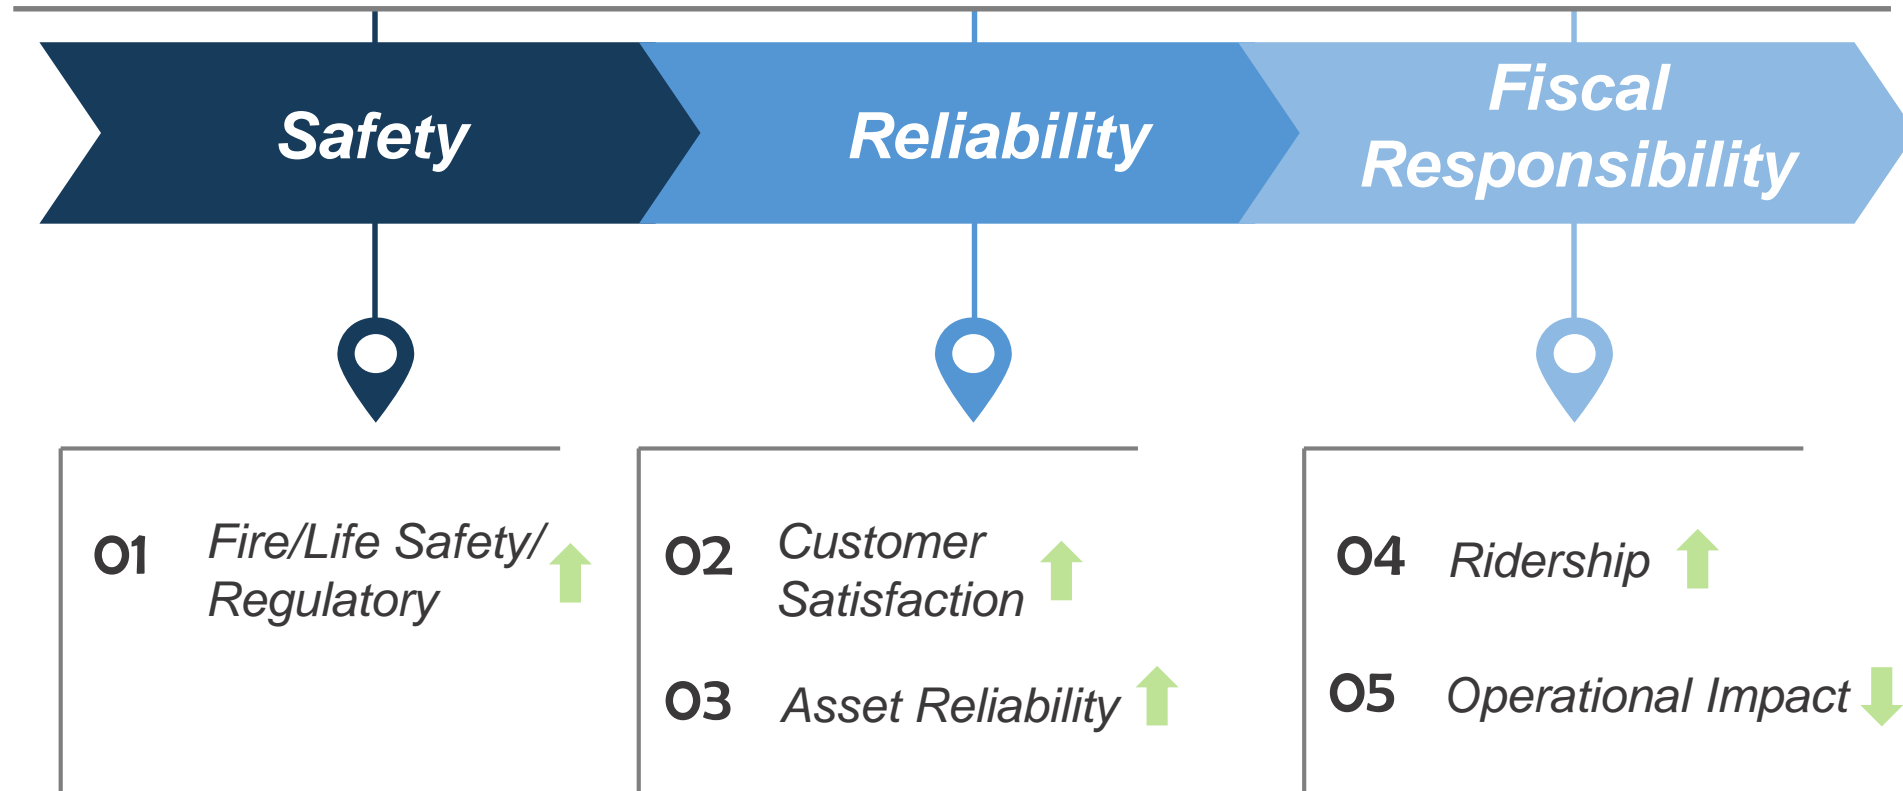 Safety
Reliability
Fiscal
Responsibility
01
Fire/Life Safety/
Regulatory
02
Customer
Satisfaction
03
Asset Reliability
04
Ridership
05
Operational Impact